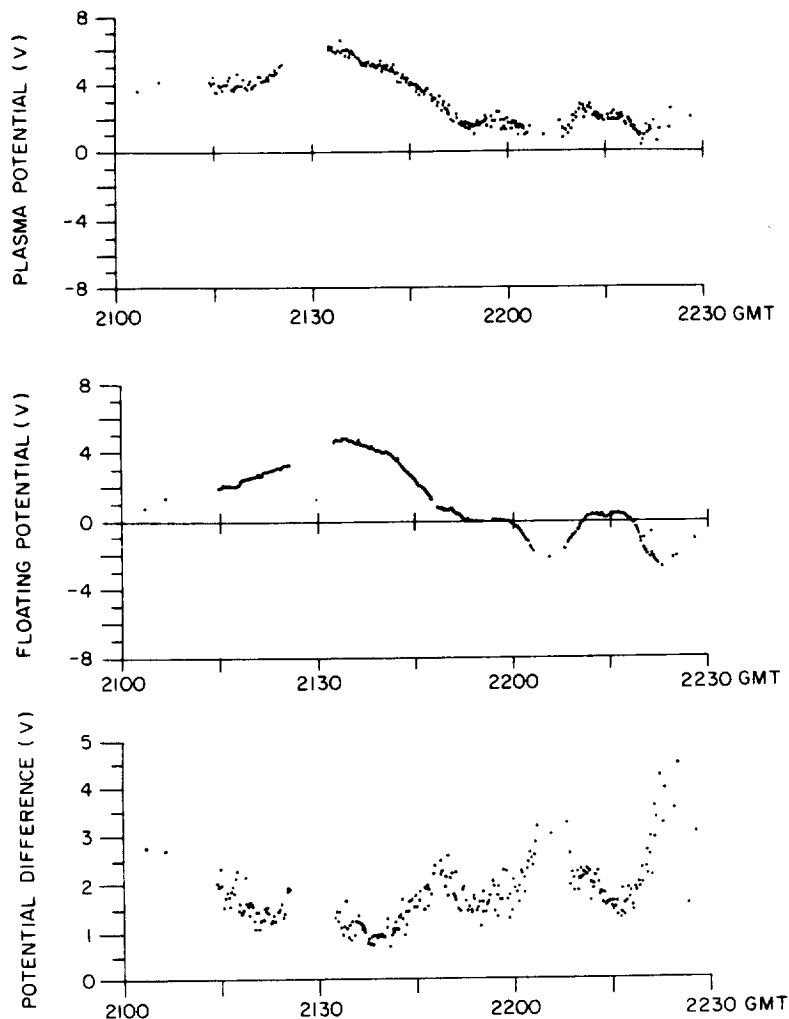 PLASMA POTENTIAL (V)
8
4
0
-4
-8
2100 2130 2200 2230 GMT
FLOATING POTENTIAL (V)
8
4
0
-4
-8
2100 2130 2200 2230 GMT
POTENTIAL DIFFERENCE (V)
5
4
3
2
1
0
2100 2130 2200 2230 GMT